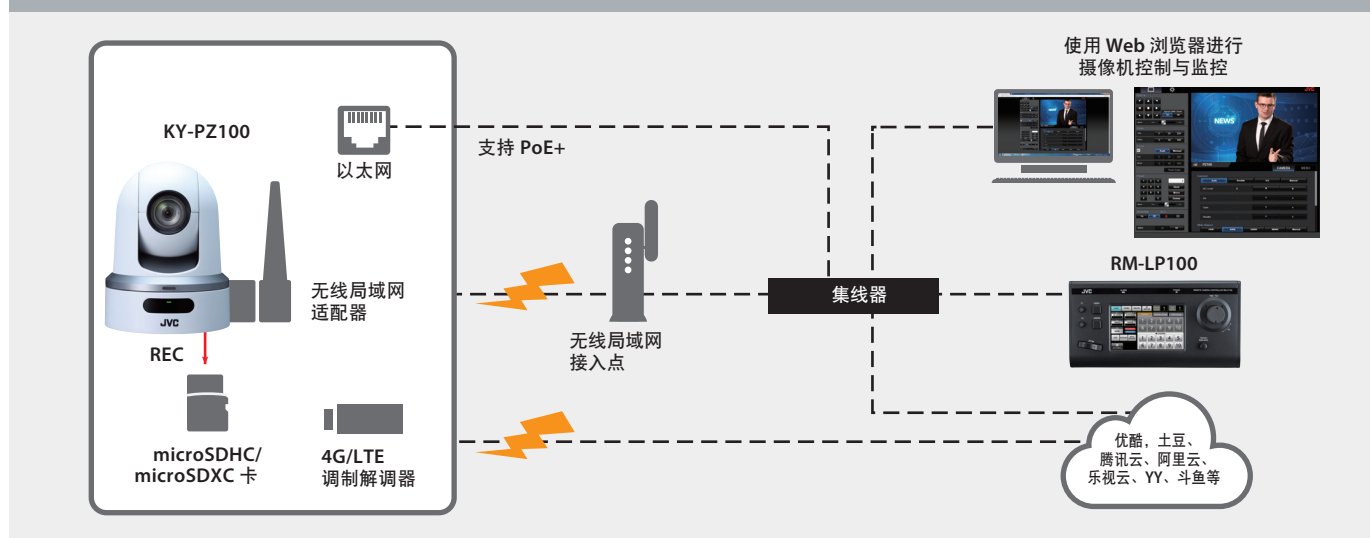 KY-PZ100
JVC
REC
microSDHC/
microSDXC 卡
以太网
无线局域网
适配器
4G/LTE
调制解调器
支持 PoE+
无线局域网
接入点
集线器
使用 Web 浏览器进行
摄像机控制与监控
JVC
NEWS
RM-LP100
JVC
优酷，土豆、
腾讯云、阿里云、
乐视云、YY、斗鱼等